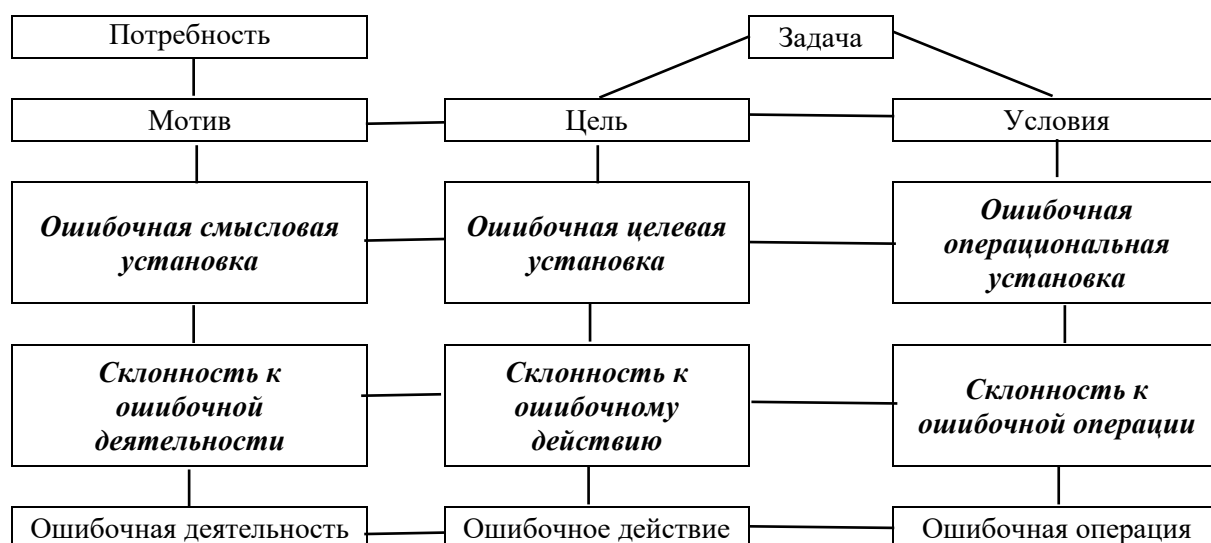 Потребность
Задача
Мотив
Цель
Условия
Ошибочная смысловая
установка
Ошибочная целевая
установка
Ошибочная
операциональная
установка
Склонность к
ошибочной
деятельности
Склонность к
ошибочному
действию
Склонность к
ошибочной операции
Ошибочная деятельность
Ошибочное действие
Ошибочная операция